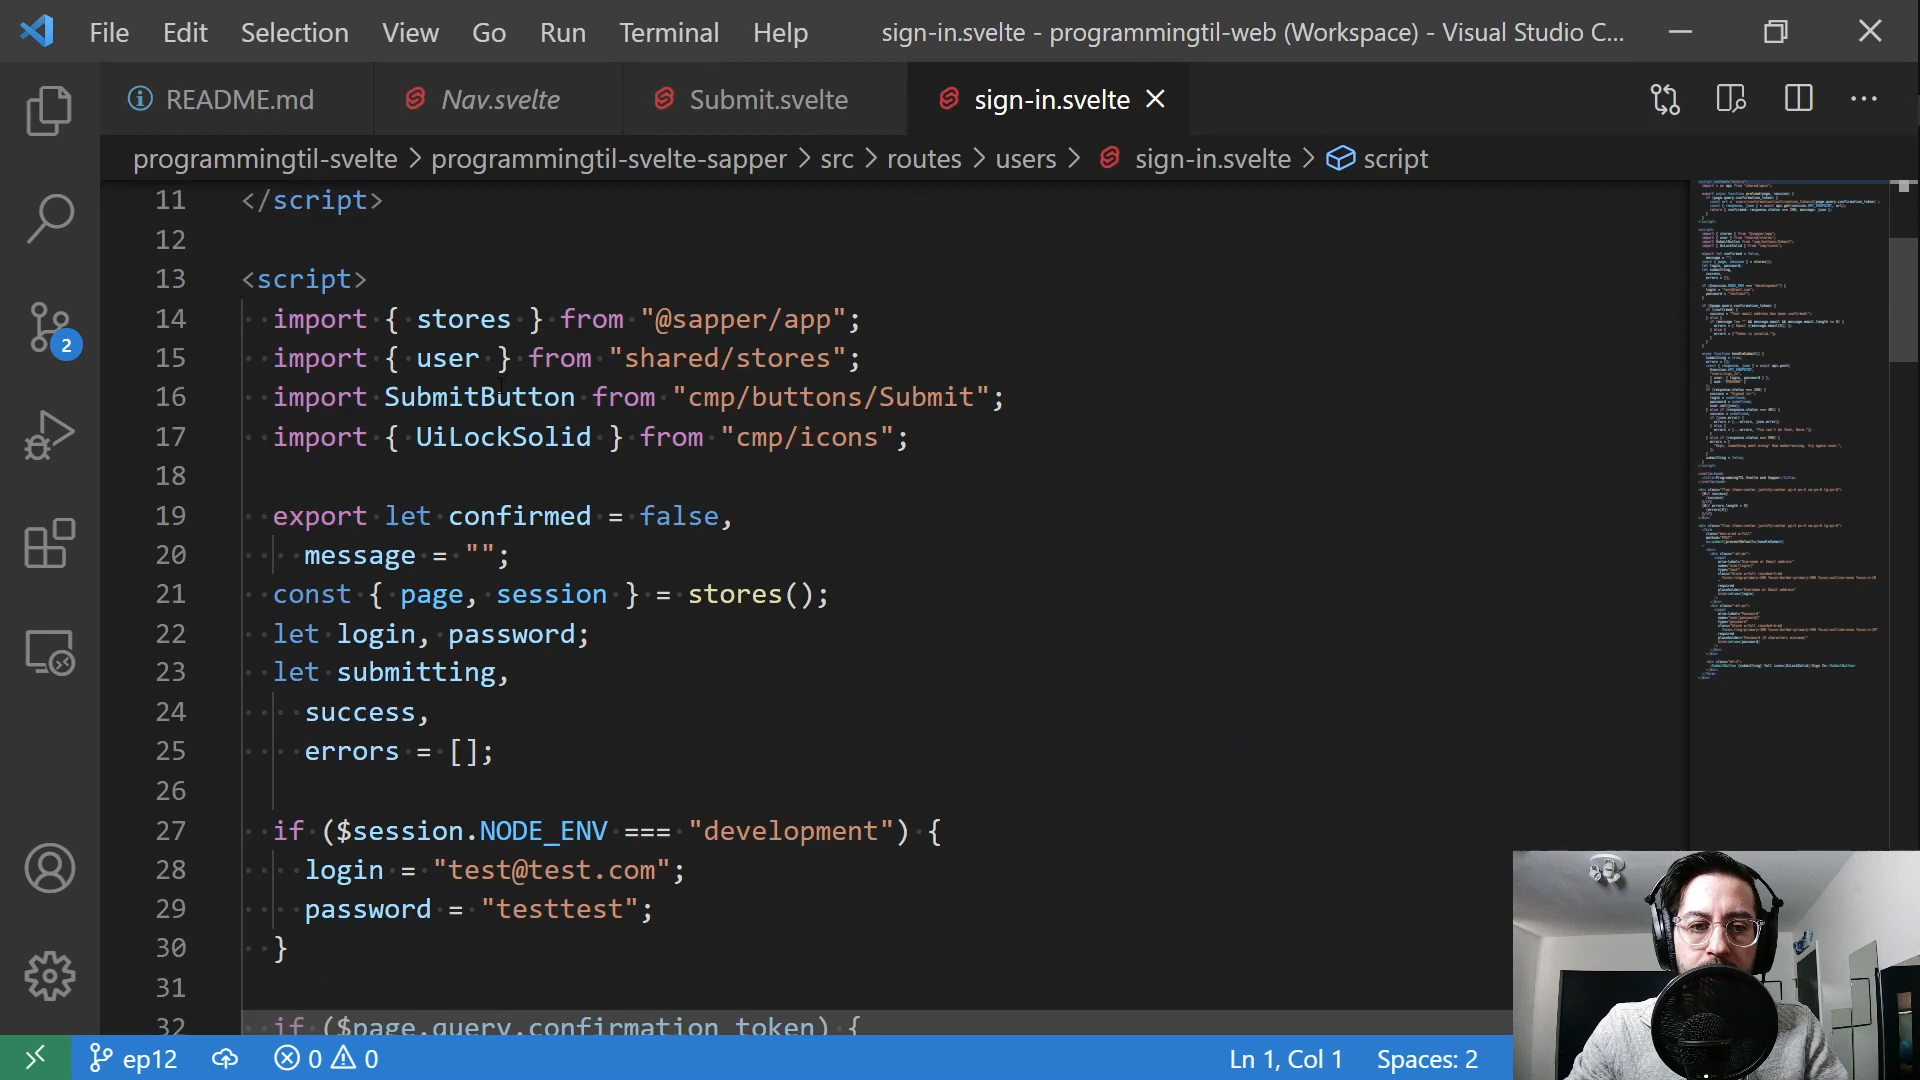 File Edit Selection View Go Run Terminal Help sign-in.svelte - programmingtil-web (Workspace) - Visual Studio C...
README.md Nav.svelte Submit.svelte sign-in.svelte
programmingtil-svelte > programmingtil-svelte-sapper > src > routes > users > sign-in.svelte > script
11 </script>
12
13 <script>
14 import { stores } from "@sapper/app";
15 import { user } from "shared/stores";
16 import SubmitButton from "cmp/buttons/Submit";
17 import { UiLockSolid } from "cmp/icons";
18
19 export let confirmed = false,
20 message = "";
21 const { page, session } = stores();
22 let login, password;
23 let submitting,
24 success,
25 errors = [];
26
27 if ($session.NODE_ENV === "development") {
28 login = "test@test.com";
29 password = "testtest";
30 }
31
32 if ($page.query.confirmation_token) {
2
ep12 0 0 Ln 1, Col 1 Spaces: 2